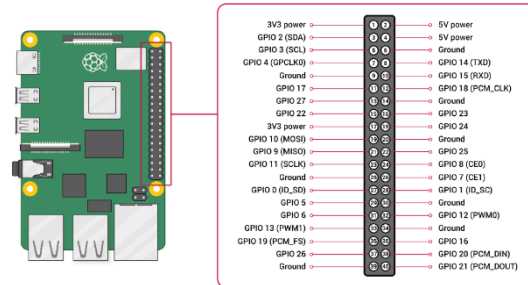 3V3 power 1 2 5V power
GPIO 2 (SDA) 3 4 5V power
GPIO 3 (SCL) 5 6 Ground
GPIO 4 (GPCLK0) 7 8 GPIO 14 (TXD)
Ground 9 10 GPIO 15 (RXD)
GPIO 17 11 12 GPIO 18 (PCM_CLK)
GPIO 27 13 14 Ground
GPIO 22 15 16 GPIO 23
3V3 power 17 18 GPIO 24
GPIO 10 (MOSI) 19 20 Ground
GPIO 9 (MISO) 21 22 GPIO 25
GPIO 11 (SCLK) 23 24 GPIO 8 (CE0)
Ground 25 26 GPIO 7 (CE1)
GPIO 0 (ID_SD) 27 28 GPIO 1 (ID_SC)
GPIO 5 29 30 Ground
GPIO 6 31 32 GPIO 12 (PWM0)
GPIO 13 (PWM1) 33 34 Ground
GPIO 19 (PCM_FS) 35 36 GPIO 16
GPIO 26 37 38 GPIO 20 (PCM_DIN)
Ground 39 40 GPIO 21 (PCM_DOUT)